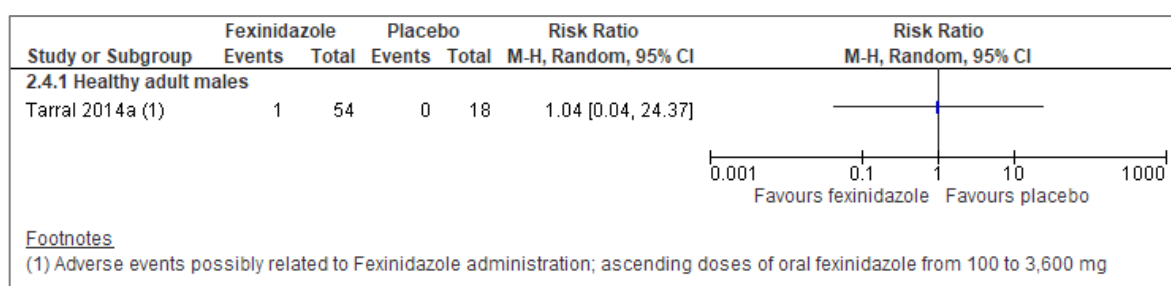 Fexinidazole Placebo Risk Ratio Risk Ratio
Study or Subgroup Events Total Events Total M-H, Random, 95% CI M-H, Random, 95% CI
2.4.1 Healthy adult males
Tarral 2014a (1) 1 54 0 18 1.04 [0.04, 24.37]
0.001 0.1 1 10 1000
Favours fexinidazole Favours placebo
Footnotes
(1) Adverse events possibly related to Fexinidazole administration; ascending doses of oral fexinidazole from 100 to 3,600 mg